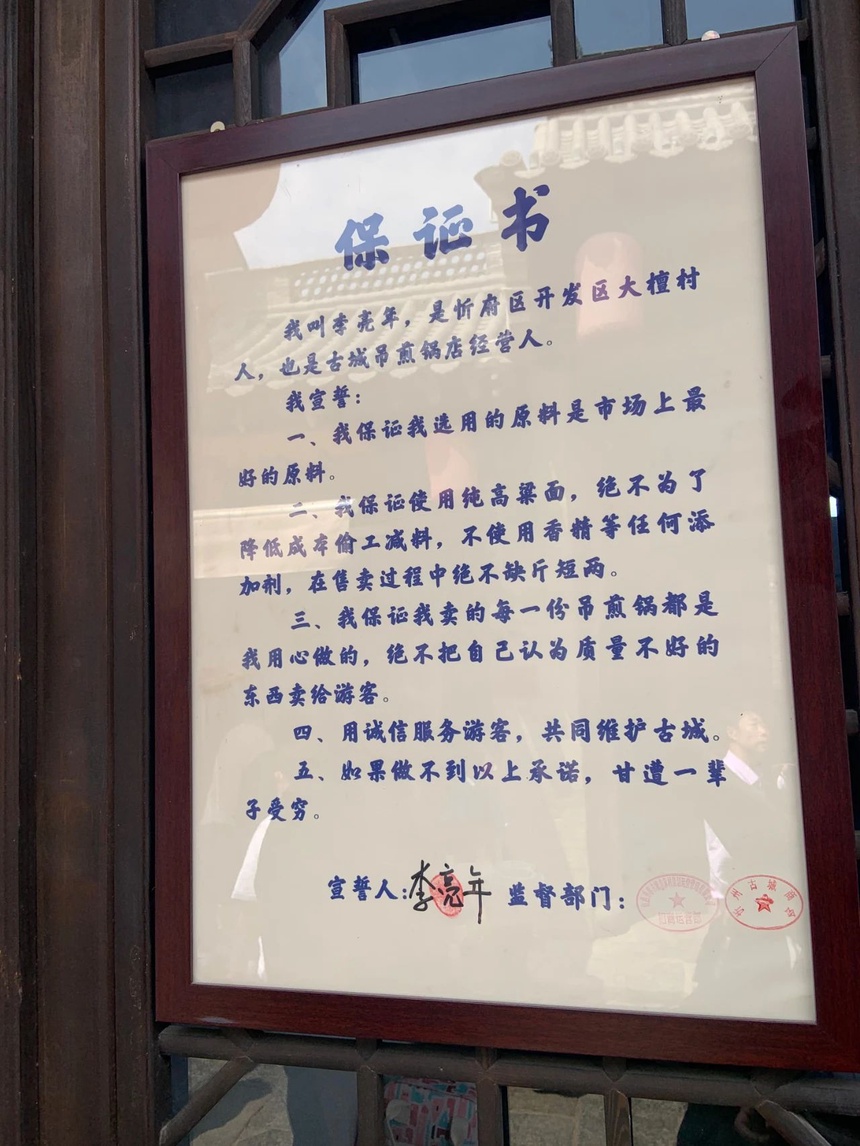 保证书
我叫李亮年，是忻府区开发区大檀村
人，也是古城吊煎锅店经营人。
我宣誓：
一、我保证我选用的原料是市场上最
好的原料。
二、我保证使用纯高粱面，绝不为了
降低成本偷工减料，不使用香精等任何添
加剂，在售卖过程中绝不缺斤短两。
三、我保证我卖的每一份吊煎锅都是
我用心做的，绝不把自己认为质量不好的
东西卖给游客。
四、用诚信服务游客，共同维护古城。
五、如果做不到以上承诺，甘遭一辈
子受穷。
宣誓人：李亮年 监督部门：